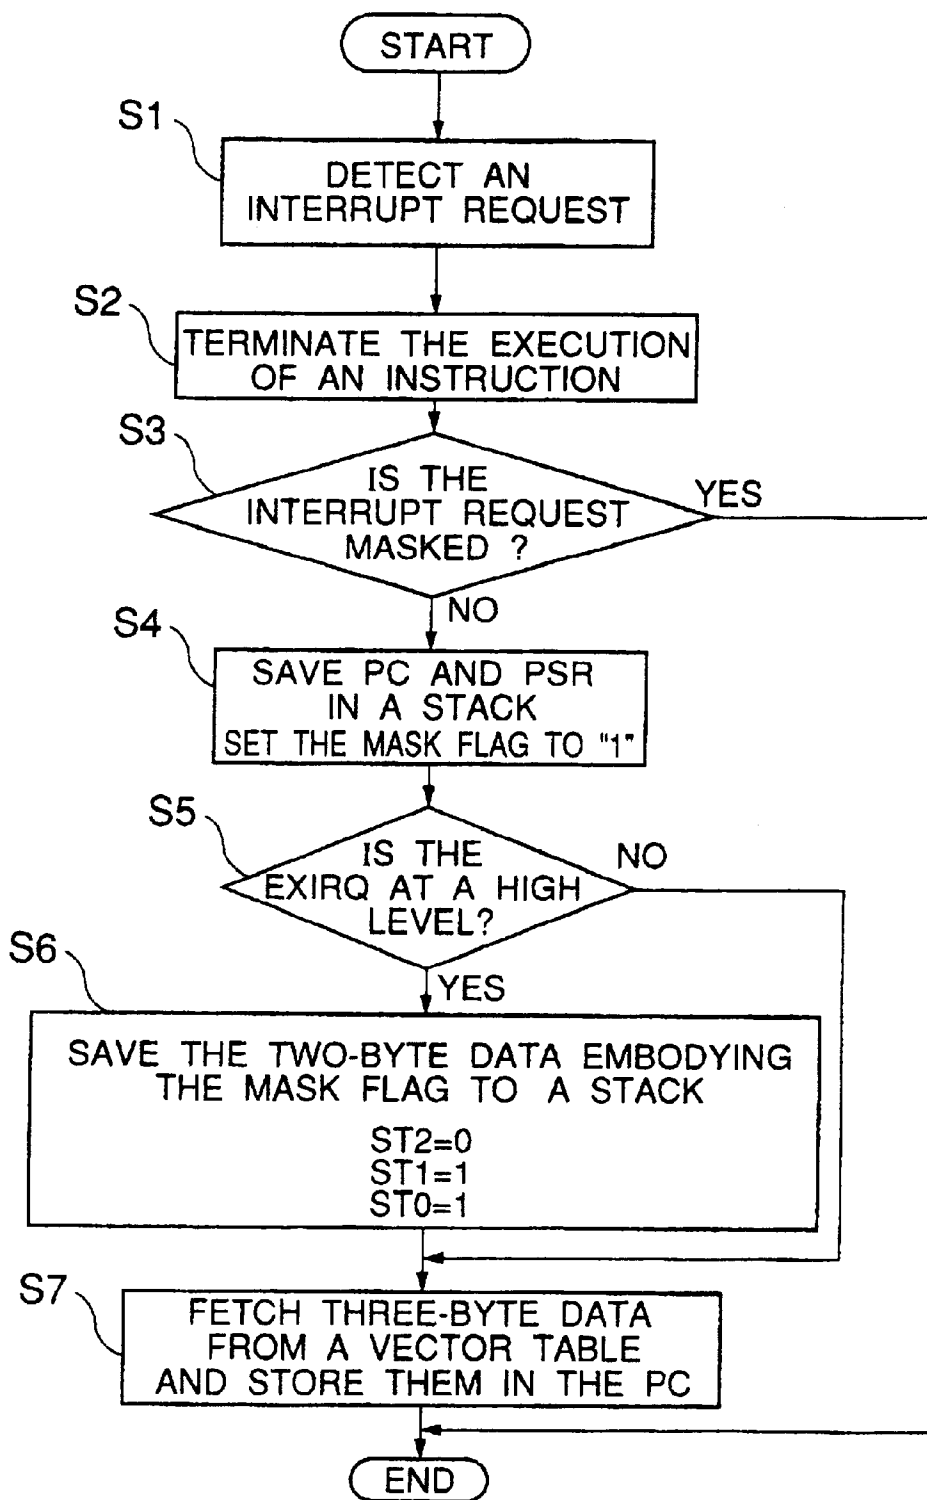 START
S1
DETECT AN
INTERRUPT REQUEST
S2
TERMINATE THE EXECUTION
OF AN INSTRUCTION
S3
IS THE
INTERRUPT REQUEST
MASKED ?
YES
NO
S4
SAVE PC AND PSR
IN A STACK
SET THE MASK FLAG TO "1"
S5
IS THE
EXIRQ AT A HIGH
LEVEL?
NO
YES
S6
SAVE THE TWO-BYTE DATA EMBODYING
THE MASK FLAG TO A STACK
ST2=0
ST1=1
ST0=1
S7
FETCH THREE-BYTE DATA
FROM A VECTOR TABLE
AND STORE THEM IN THE PC
END